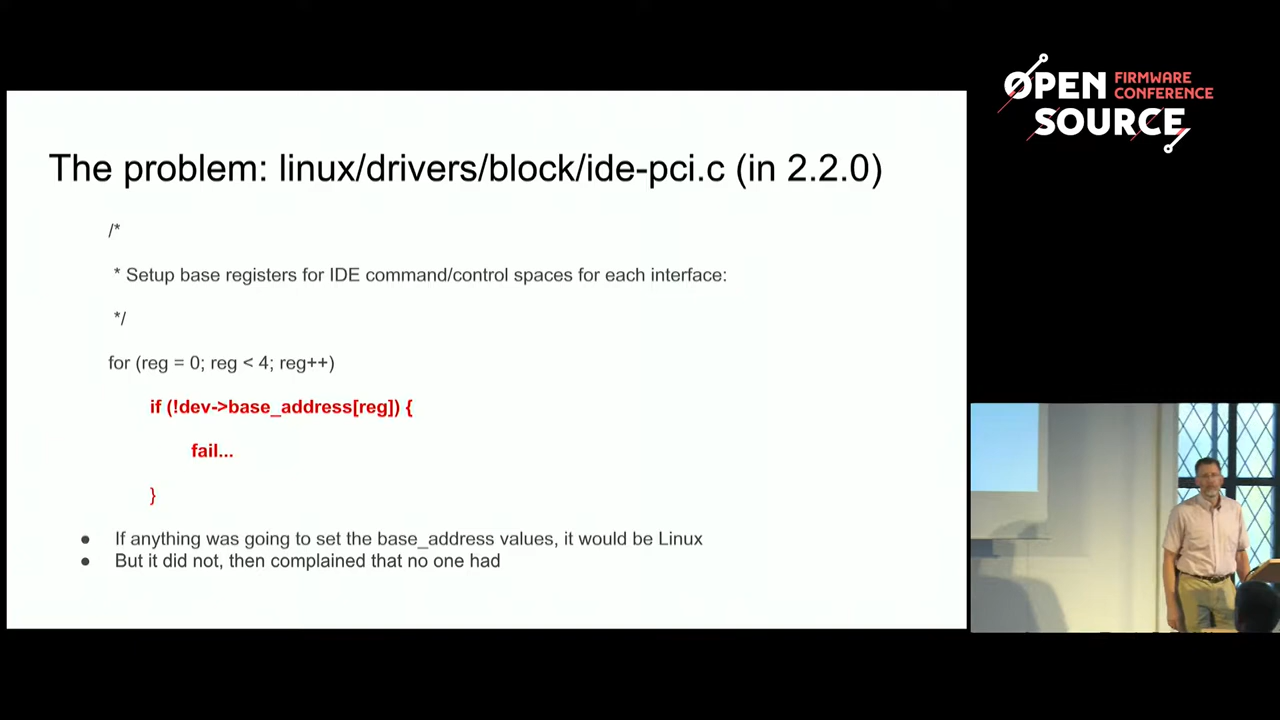 OPEN FIRMWARE
CONFERENCE
SOURCE
The problem: linux/drivers/block/ide-pci.c (in 2.2.0)
/*
* Setup base registers for IDE command/control spaces for each interface:
*/
for (reg = 0; reg < 4; reg++)
if (!dev->base_address[reg]) {
fail...
}
● If anything was going to set the base_address values, it would be Linux
● But it did not, then complained that no one had